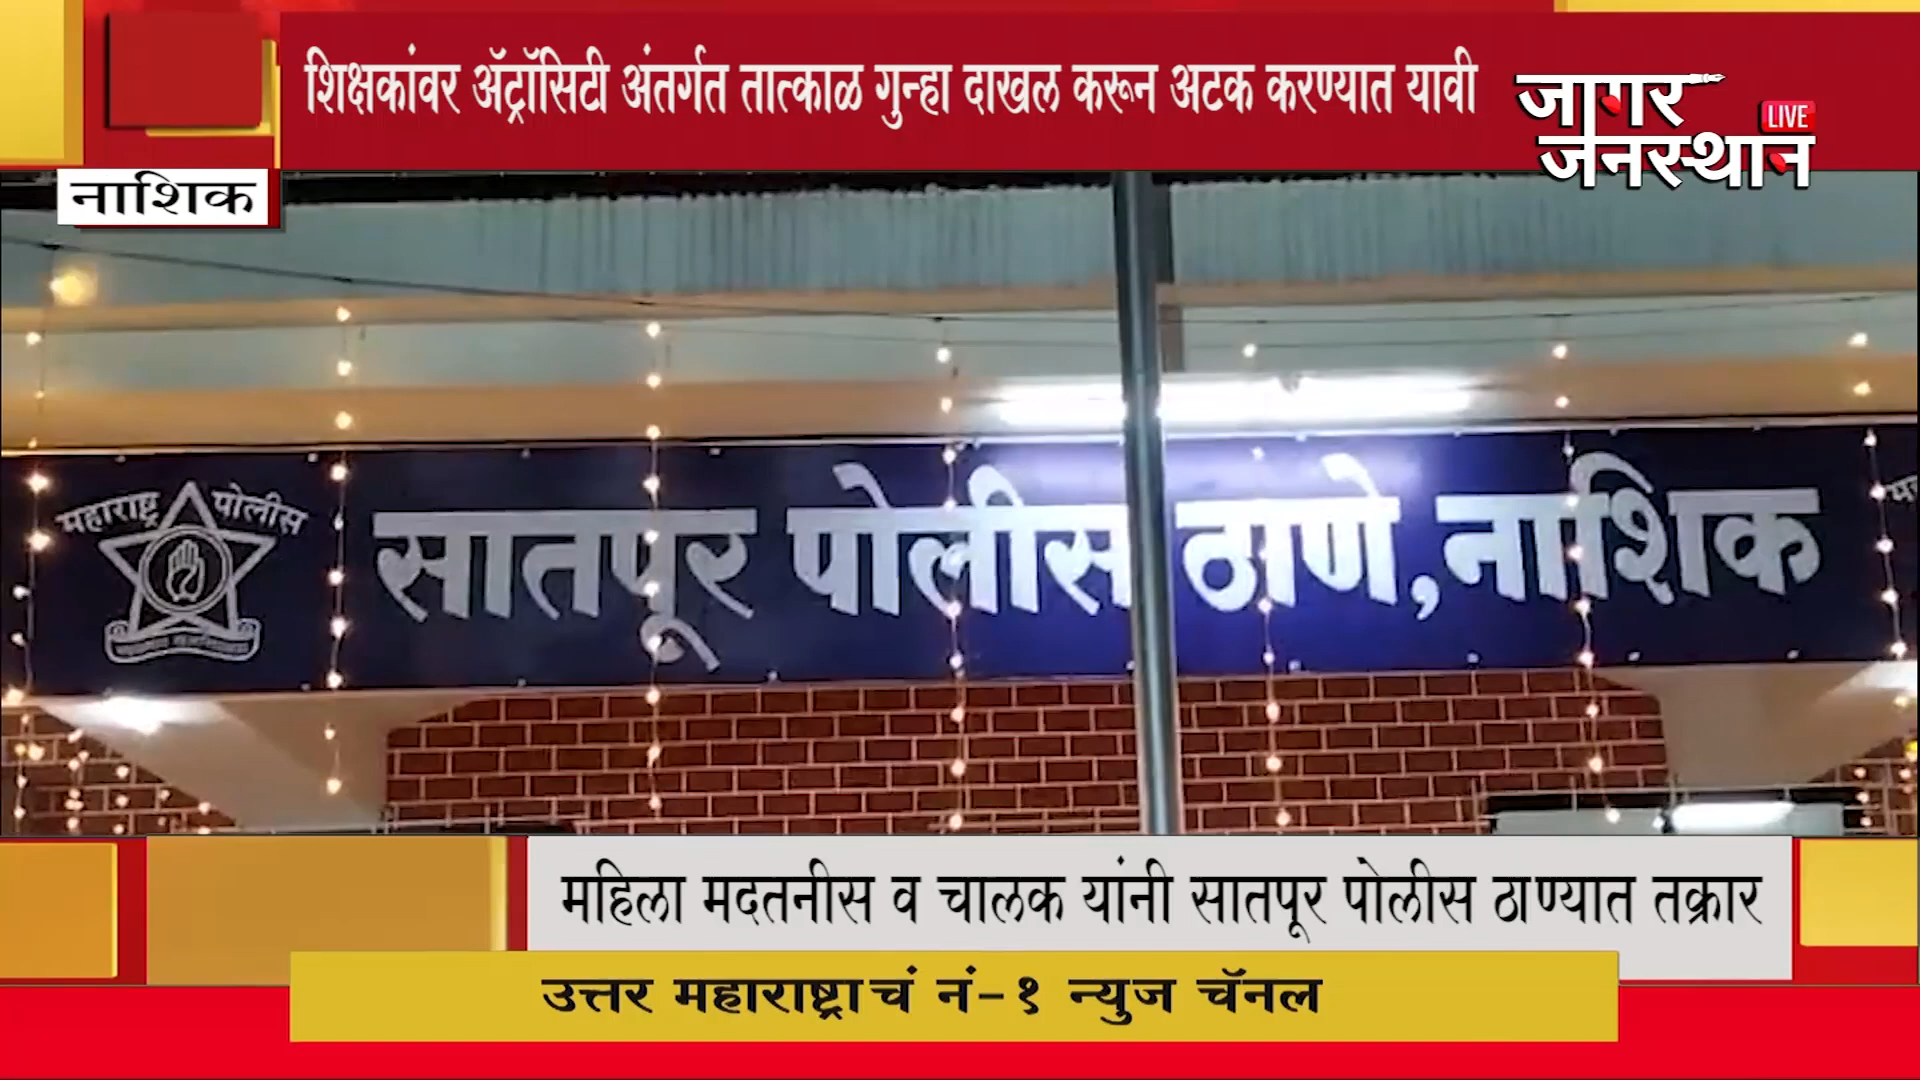 शिक्षकांवर ॲट्रॉसिटी अंतर्गत तात्काळ गुन्हा दाखल करून अटक करण्यात यावी
जागर
जनस्थान
LIVE
नाशिक
महाराष्ट्र पोलीस
सातपूर पोलीस ठाणे, नाशिक
महिला मदतनीस व चालक यांनी सातपूर पोलीस ठाण्यात तक्रार
उत्तर महाराष्ट्राचं नं-१ न्युज चॅनल